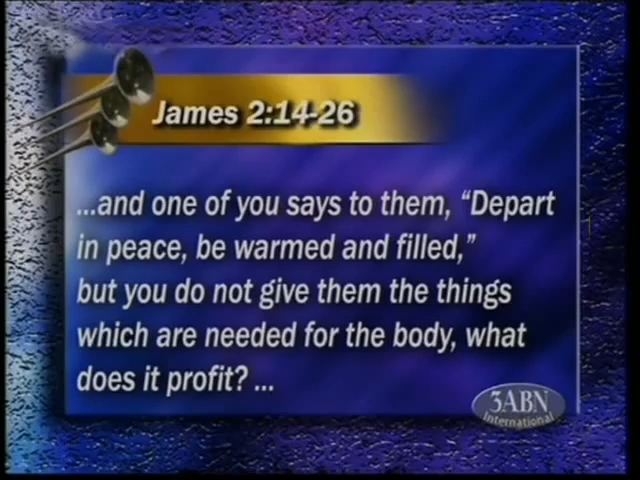 James 2:14-26
...and one of you says to them, “Depart
in peace, be warmed and filled,”
but you do not give them the things
which are needed for the body, what
does it profit? ...
3ABN
International